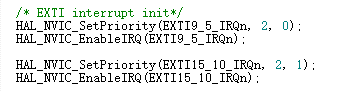 /* EXTI interrupt init*/
HAL_NVIC_SetPriority(EXTI9_5_IRQn, 2, 0);
HAL_NVIC_EnableIRQ(EXTI9_5_IRQn);

HAL_NVIC_SetPriority(EXTI15_10_IRQn, 2, 1);
HAL_NVIC_EnableIRQ(EXTI15_10_IRQn);